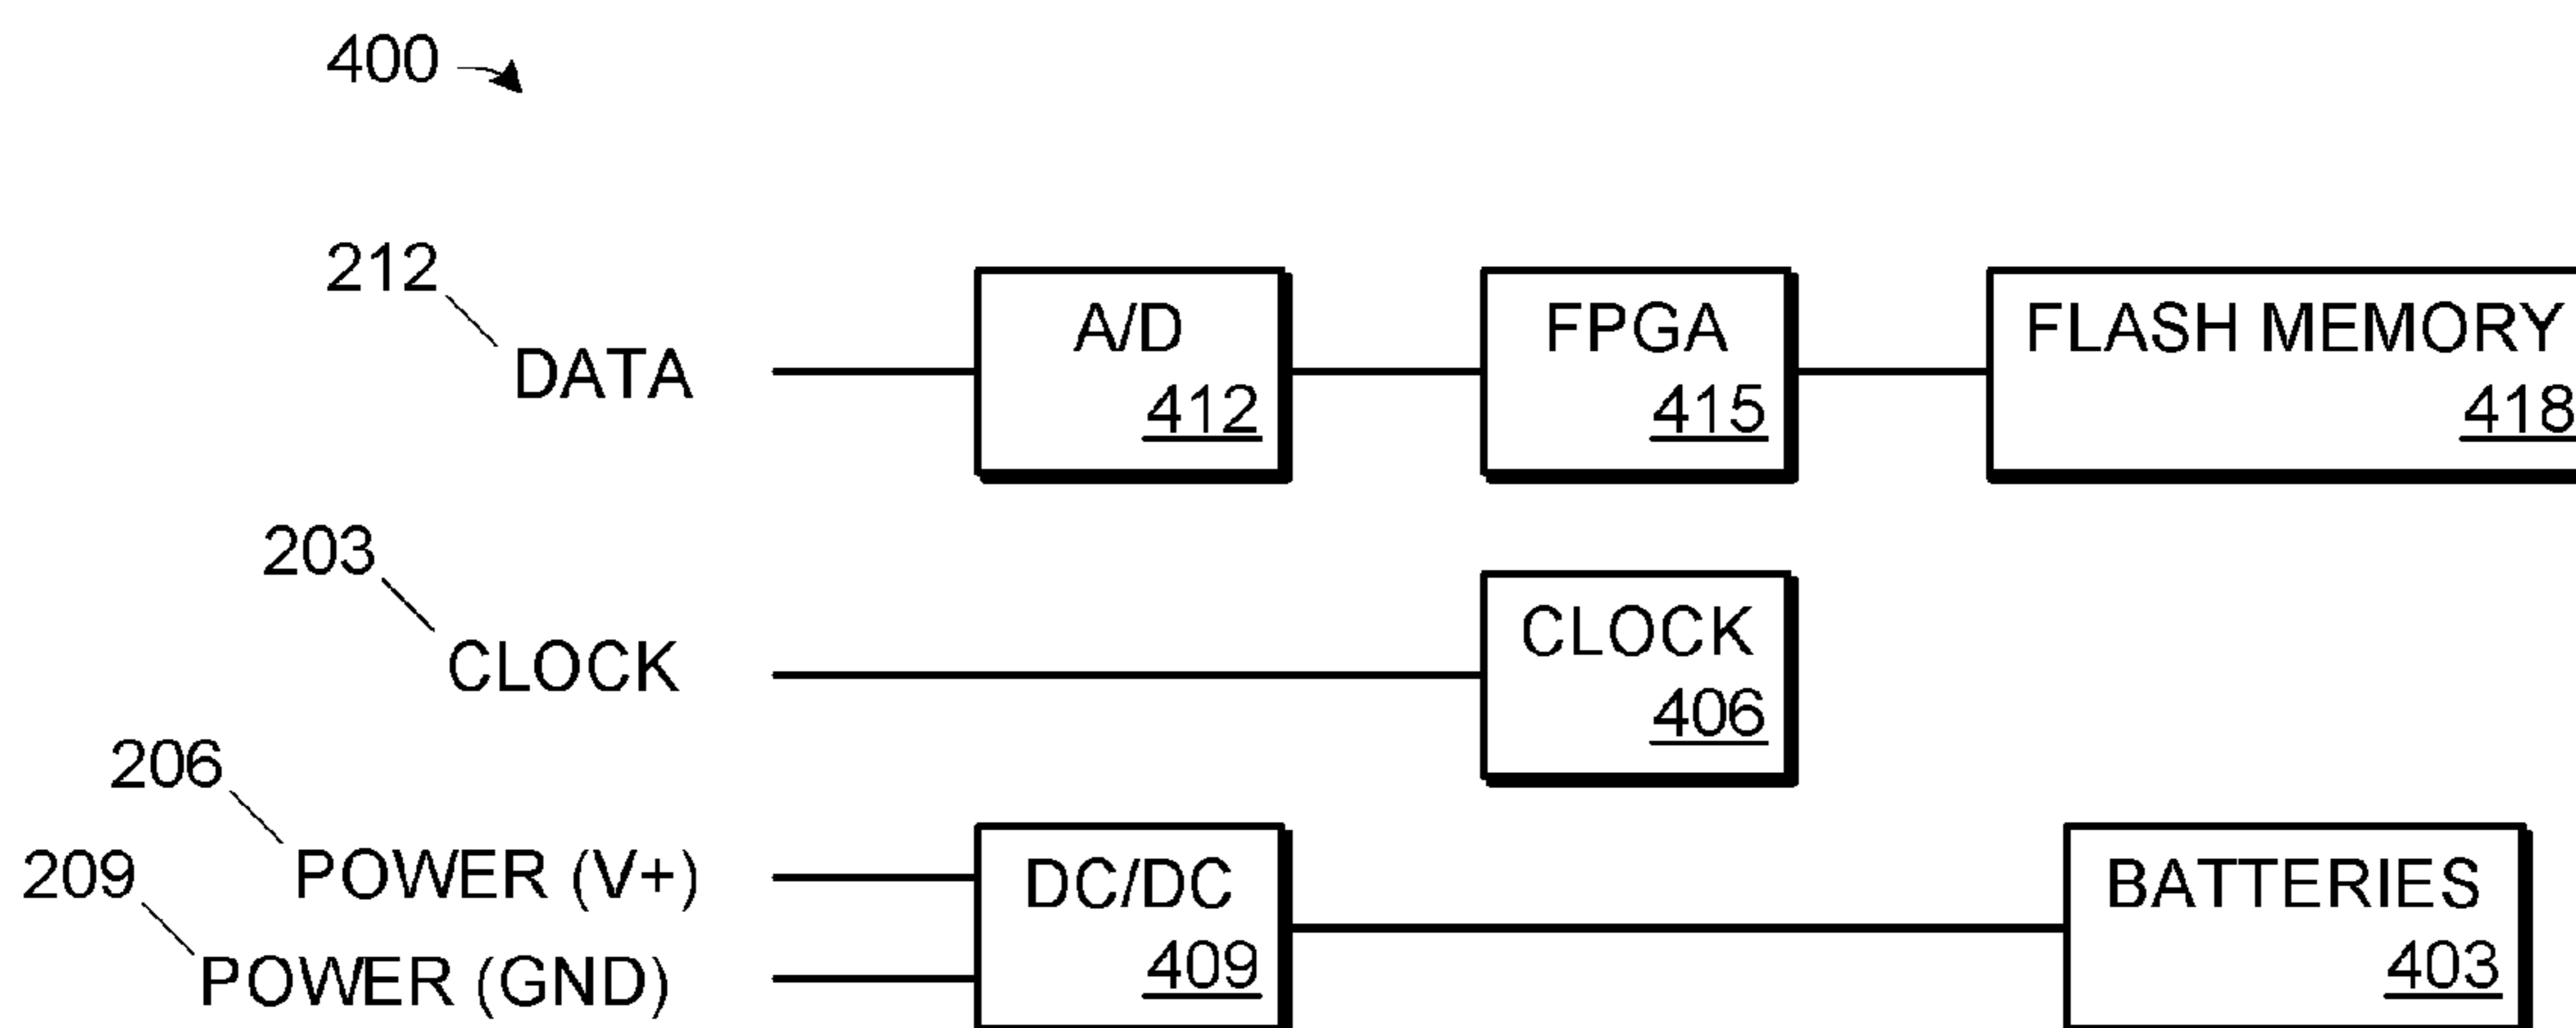 400
212
DATA
A/D
412
FPGA
415
FLASH MEMORY
418
203
CLOCK
CLOCK
406
206
POWER (V+)
209
POWER (GND)
DC/DC
409
BATTERIES
403